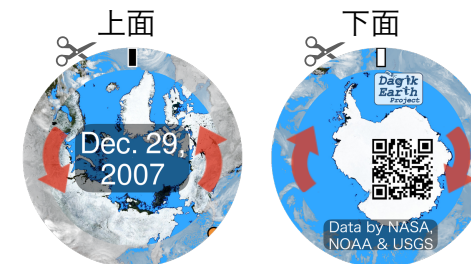 上面
下面
Dec. 29,
2007
Dagik
Earth
Project
Data by NASA,
NOAA & USGS